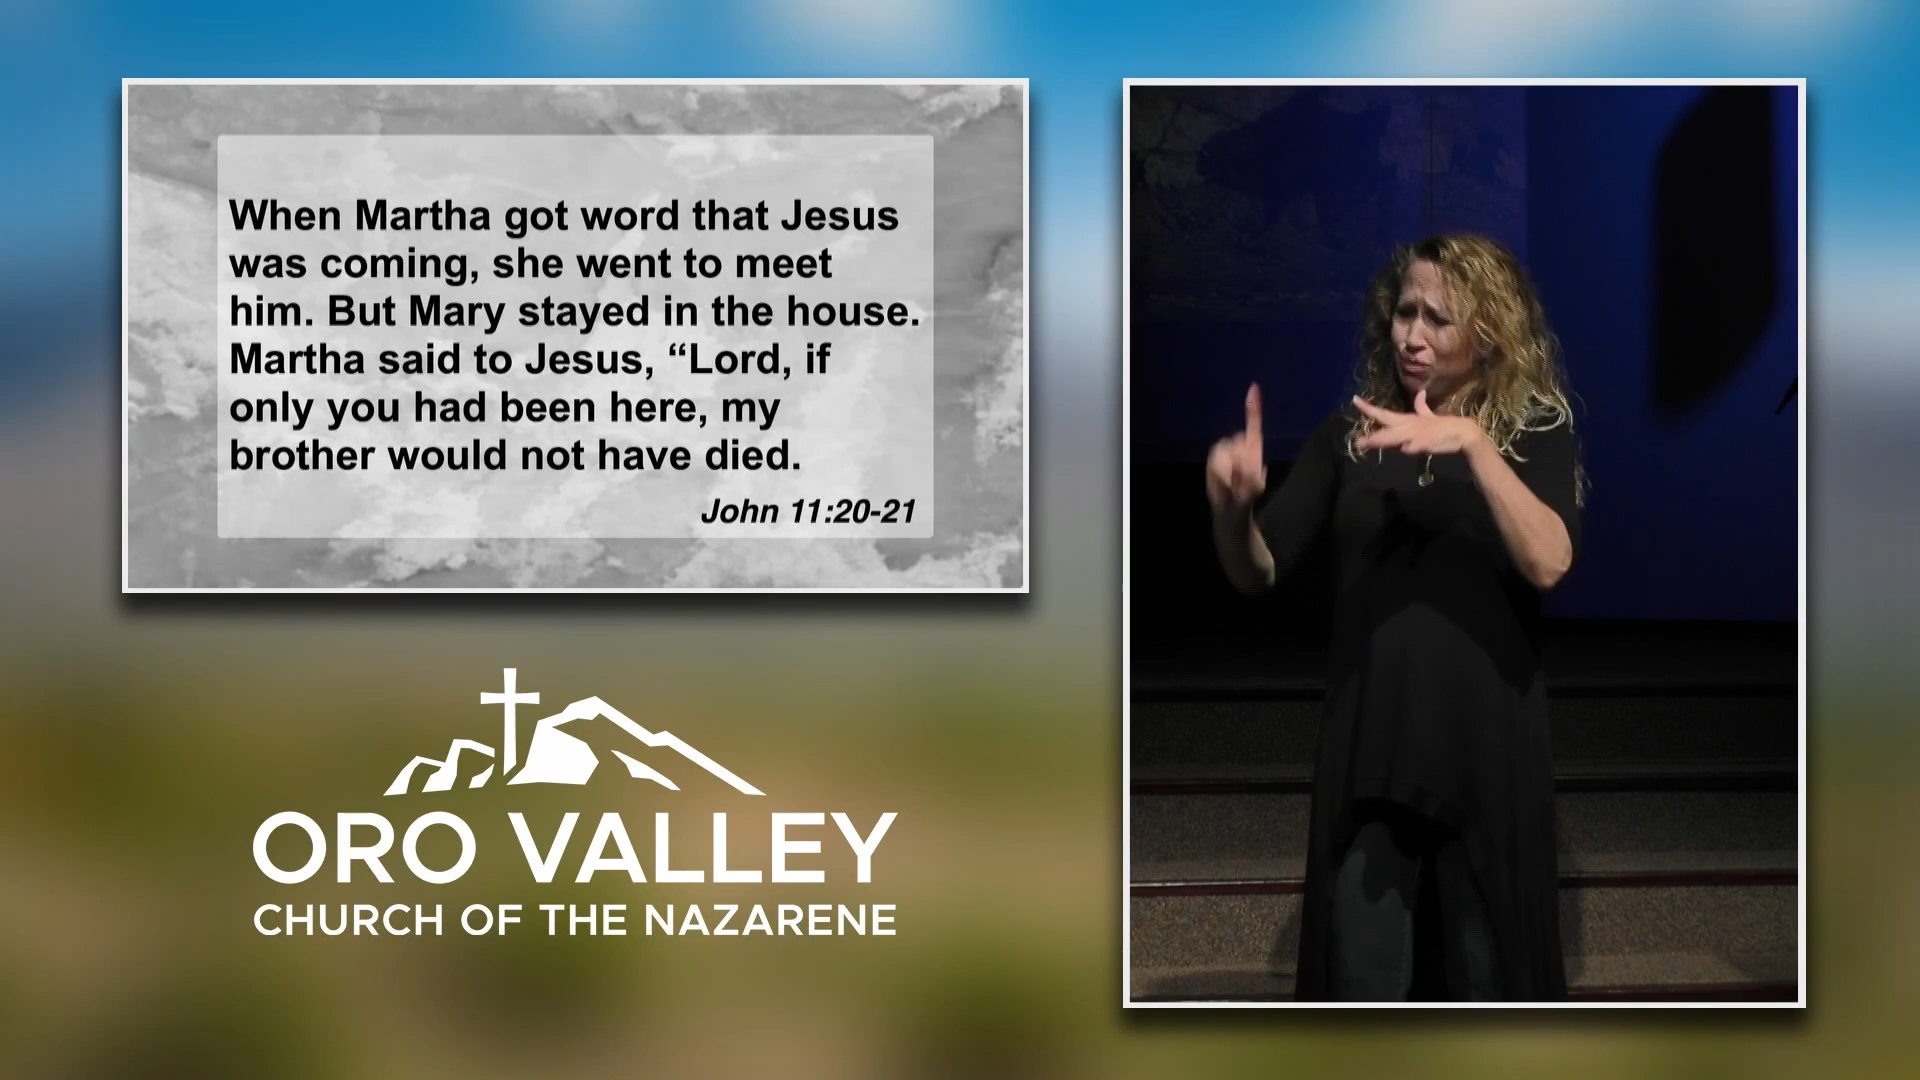 When Martha got word that Jesus
was coming, she went to meet
him. But Mary stayed in the house.
Martha said to Jesus, “Lord, if
only you had been here, my
brother would not have died.
John 11:20-21
ORO VALLEY
CHURCH OF THE NAZARENE